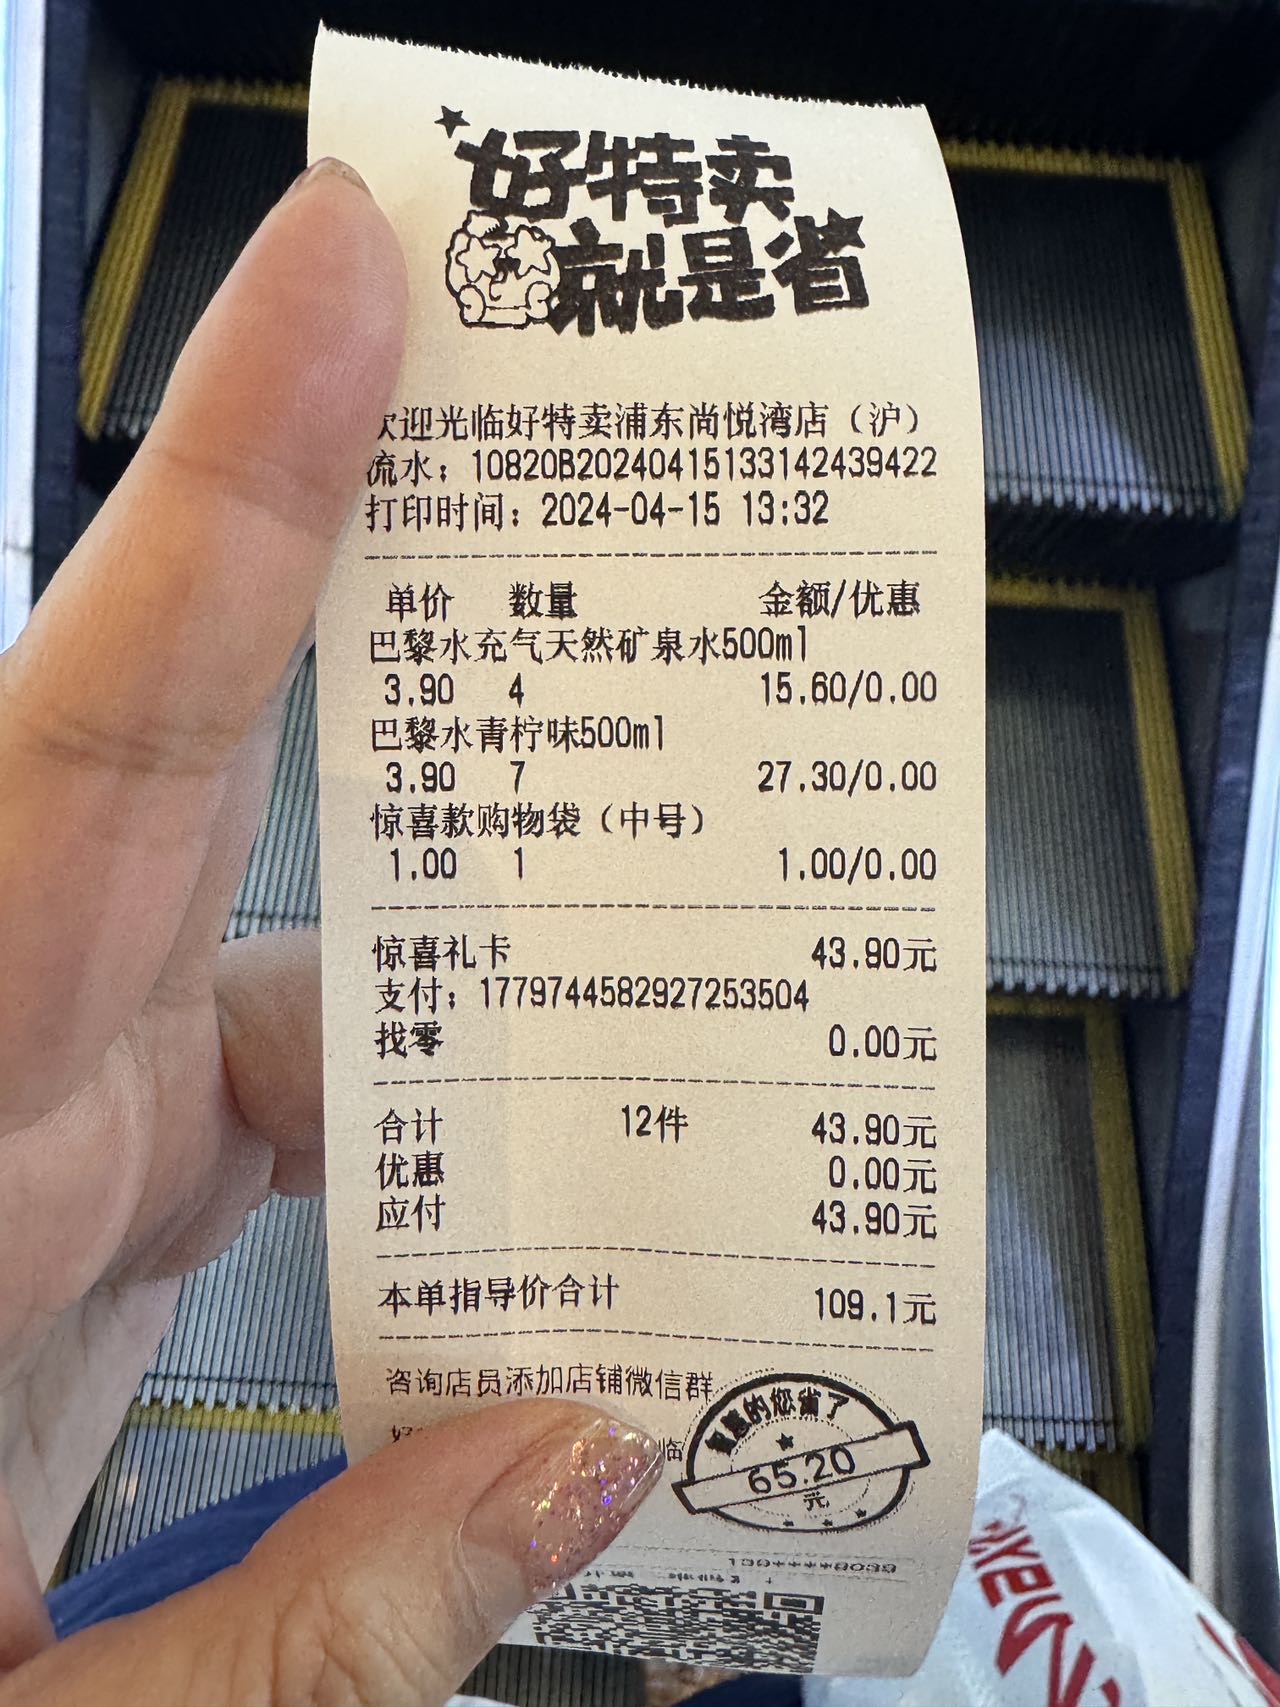 好特卖
就是省
欢迎光临好特卖浦东尚悦湾店（沪）
流水：10820B20240415133142439422
打印时间：2024-04-15 13:32
单价 数量 金额/优惠
巴黎水充气天然矿泉水500ml
3.90 4 15.60/0.00
巴黎水青柠味500ml
3.90 7 27.30/0.00
惊喜款购物袋（中号）
1.00 1 1.00/0.00
惊喜礼卡 43.90元
支付：1779744582927253504
找零 0.00元
合计 12件 43.90元
优惠 0.00元
应付 43.90元
本单指导价合计 109.1元
咨询店员添加店铺微信群
临
的您省了
65.20
元